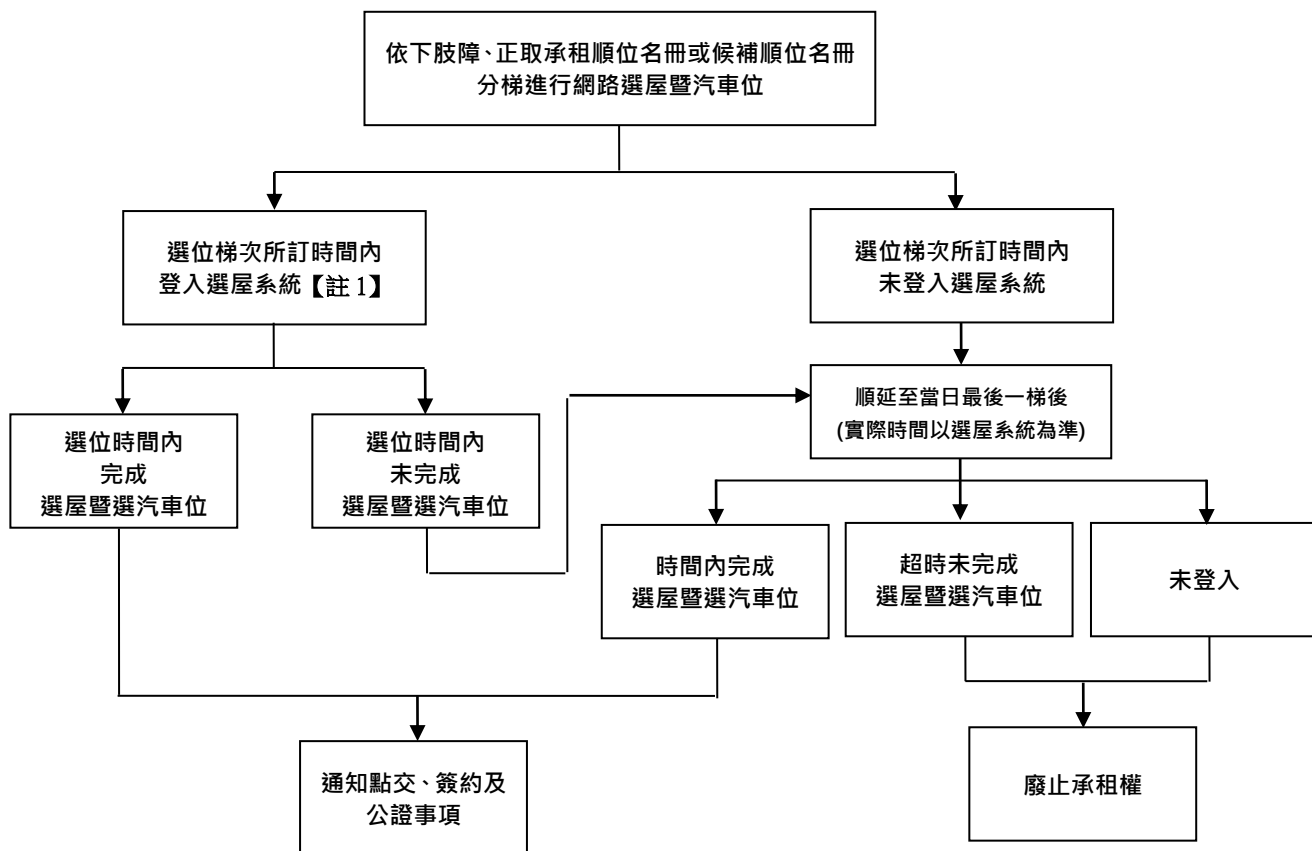 依下肢障、正取承租順位名冊或候補順位名冊
分梯進行網路選屋暨汽車位
選位梯次所訂時間內
登入選屋系統【註1】
選位梯次所訂時間內
未登入選屋系統
順延至當日最後一梯後
(實際時間以選屋系統為準)
選位時間內
完成
選屋暨選汽車位
選位時間內
未完成
選屋暨選汽車位
時間內完成
選屋暨選汽車位
超時未完成
選屋暨選汽車位
未登入
通知點交、簽約及
公證事項
廢止承租權